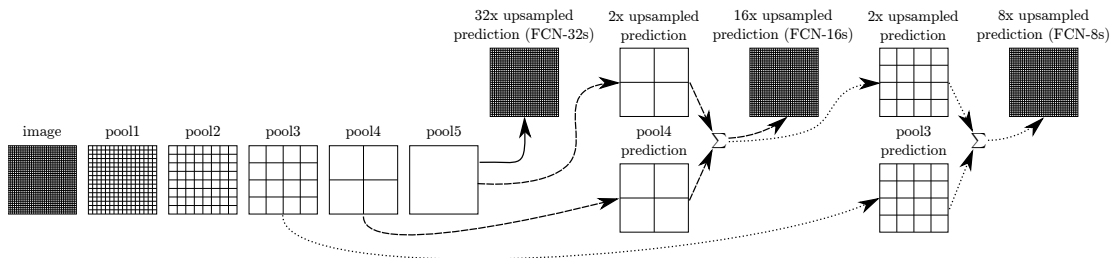 32x upsampled
prediction (FCN-32s)
2x upsampled
prediction
16x upsampled
prediction (FCN-16s)
2x upsampled
prediction
8x upsampled
prediction (FCN-8s)
image
pool1
pool2
pool3
pool4
pool5
pool4
prediction
∑
pool3
prediction
∑